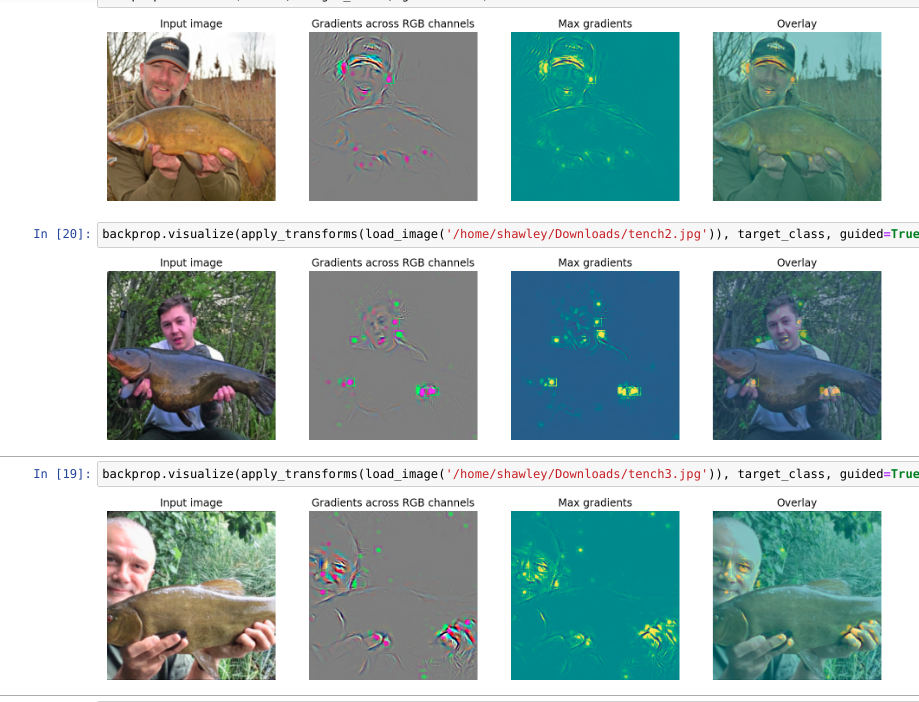 Input image Gradients across RGB channels Max gradients Overlay
In [20]: backprop.visualize(apply_transforms(load_image('/home/shawley/Downloads/tench2.jpg')), target_class, guided=True
Input image Gradients across RGB channels Max gradients Overlay
In [19]: backprop.visualize(apply_transforms(load_image('/home/shawley/Downloads/tench3.jpg')), target_class, guided=True
Input image Gradients across RGB channels Max gradients Overlay